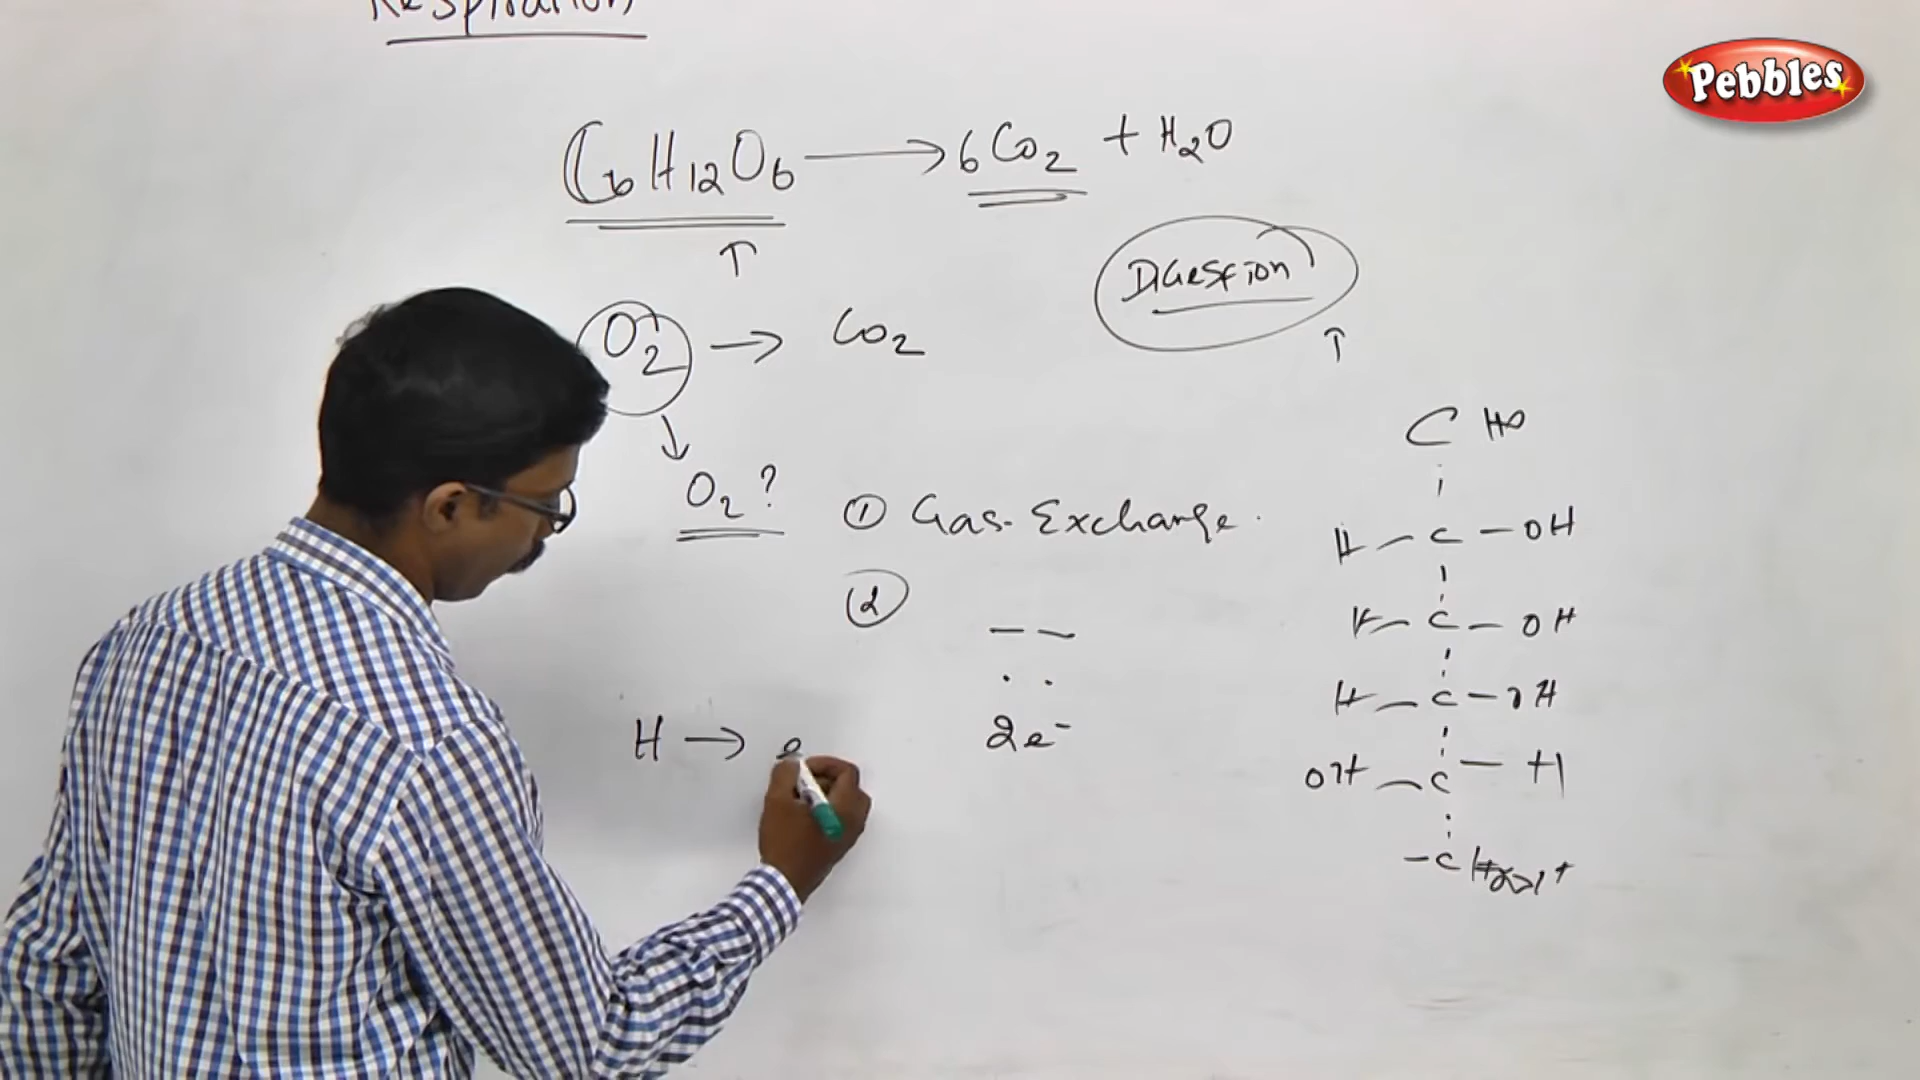 Respiration
Pebbles
C6H12O6 → 6CO2 + H2O
↑
Digestion
↑
O2 → CO2
↓
O2 ?
① Gas-Exchange.
②
— —
. .
H → e
2e⁻
CHO
H – C – OH
H – C – OH
H – C – OH
OH – C – H
– C